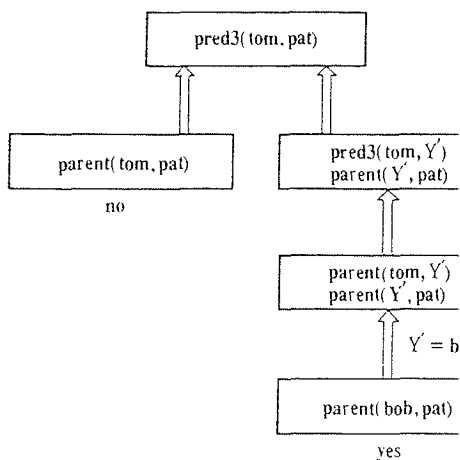 pred3(tom, pat)
parent(tom, pat)
no
pred3(tom, Y′)
parent(Y′, pat)
parent(tom, Y′)
parent(Y′, pat)
Y′ = b
parent(bob, pat)
yes